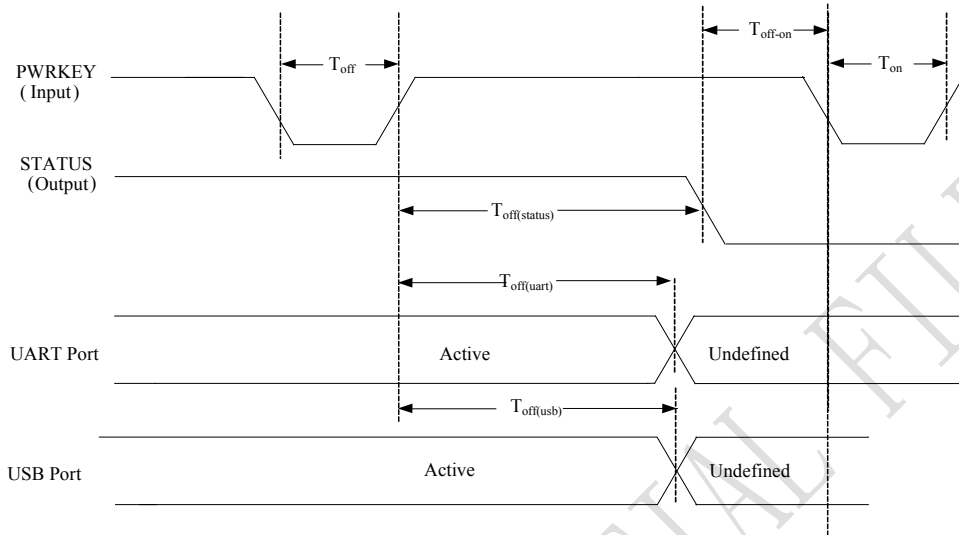 T_off-on
T_off
T_on
PWRKEY
( Input )
STATUS
(Output)
T_off(status)
T_off(uart)
UART Port
Active
Undefined
T_off(usb)
USB Port
Active
Undefined